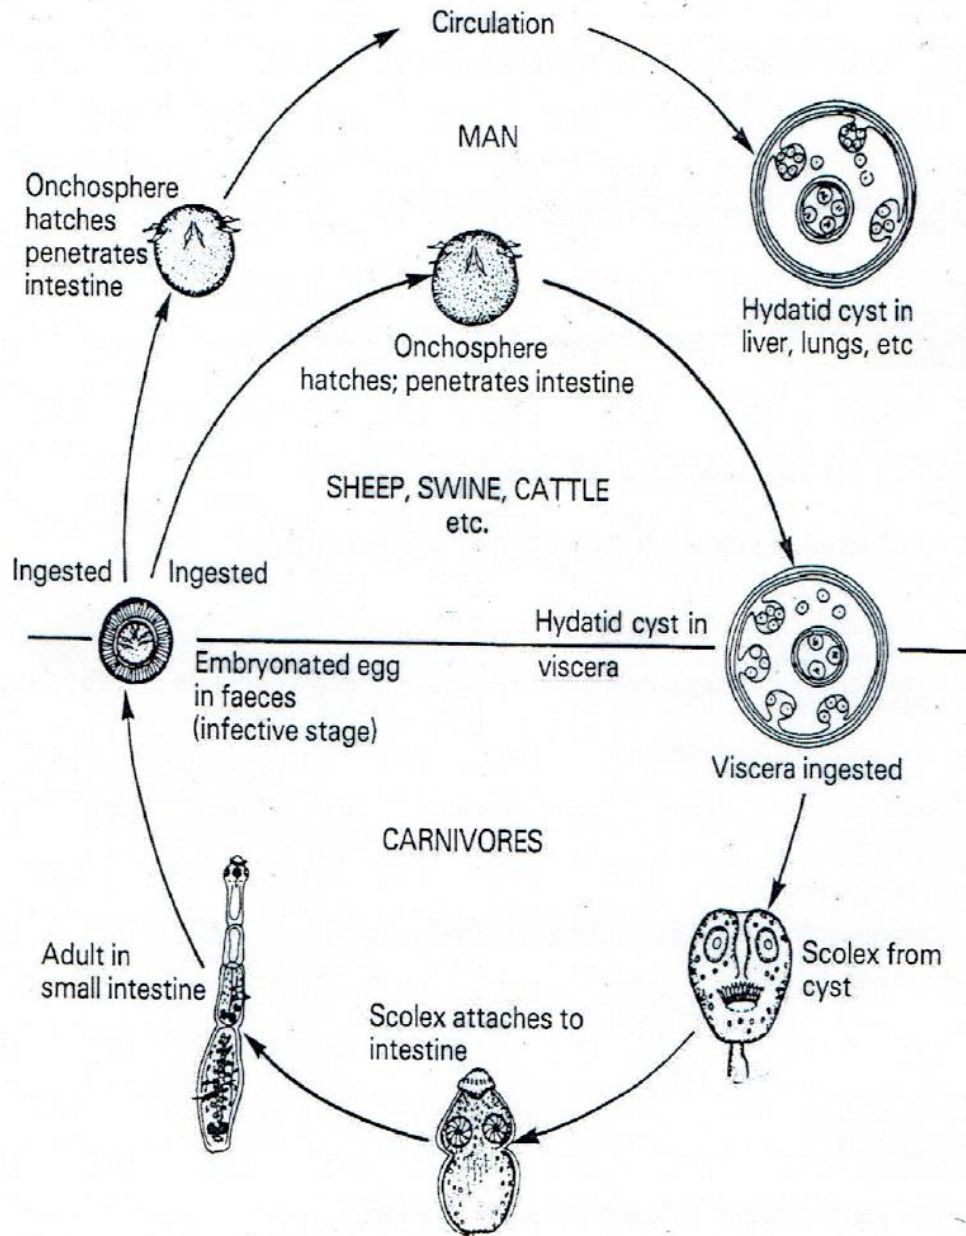 Circulation
MAN
Onchosphere
hatches
penetrates
intestine
Hydatid cyst in
liver, lungs, etc
Onchosphere
hatches; penetrates intestine
SHEEP, SWINE, CATTLE
etc.
Ingested
Ingested
Hydatid cyst in
viscera
Embryonated egg
in faeces
(infective stage)
Viscera ingested
CARNIVORES
Adult in
small intestine
Scolex from
cyst
Scolex attaches to
intestine